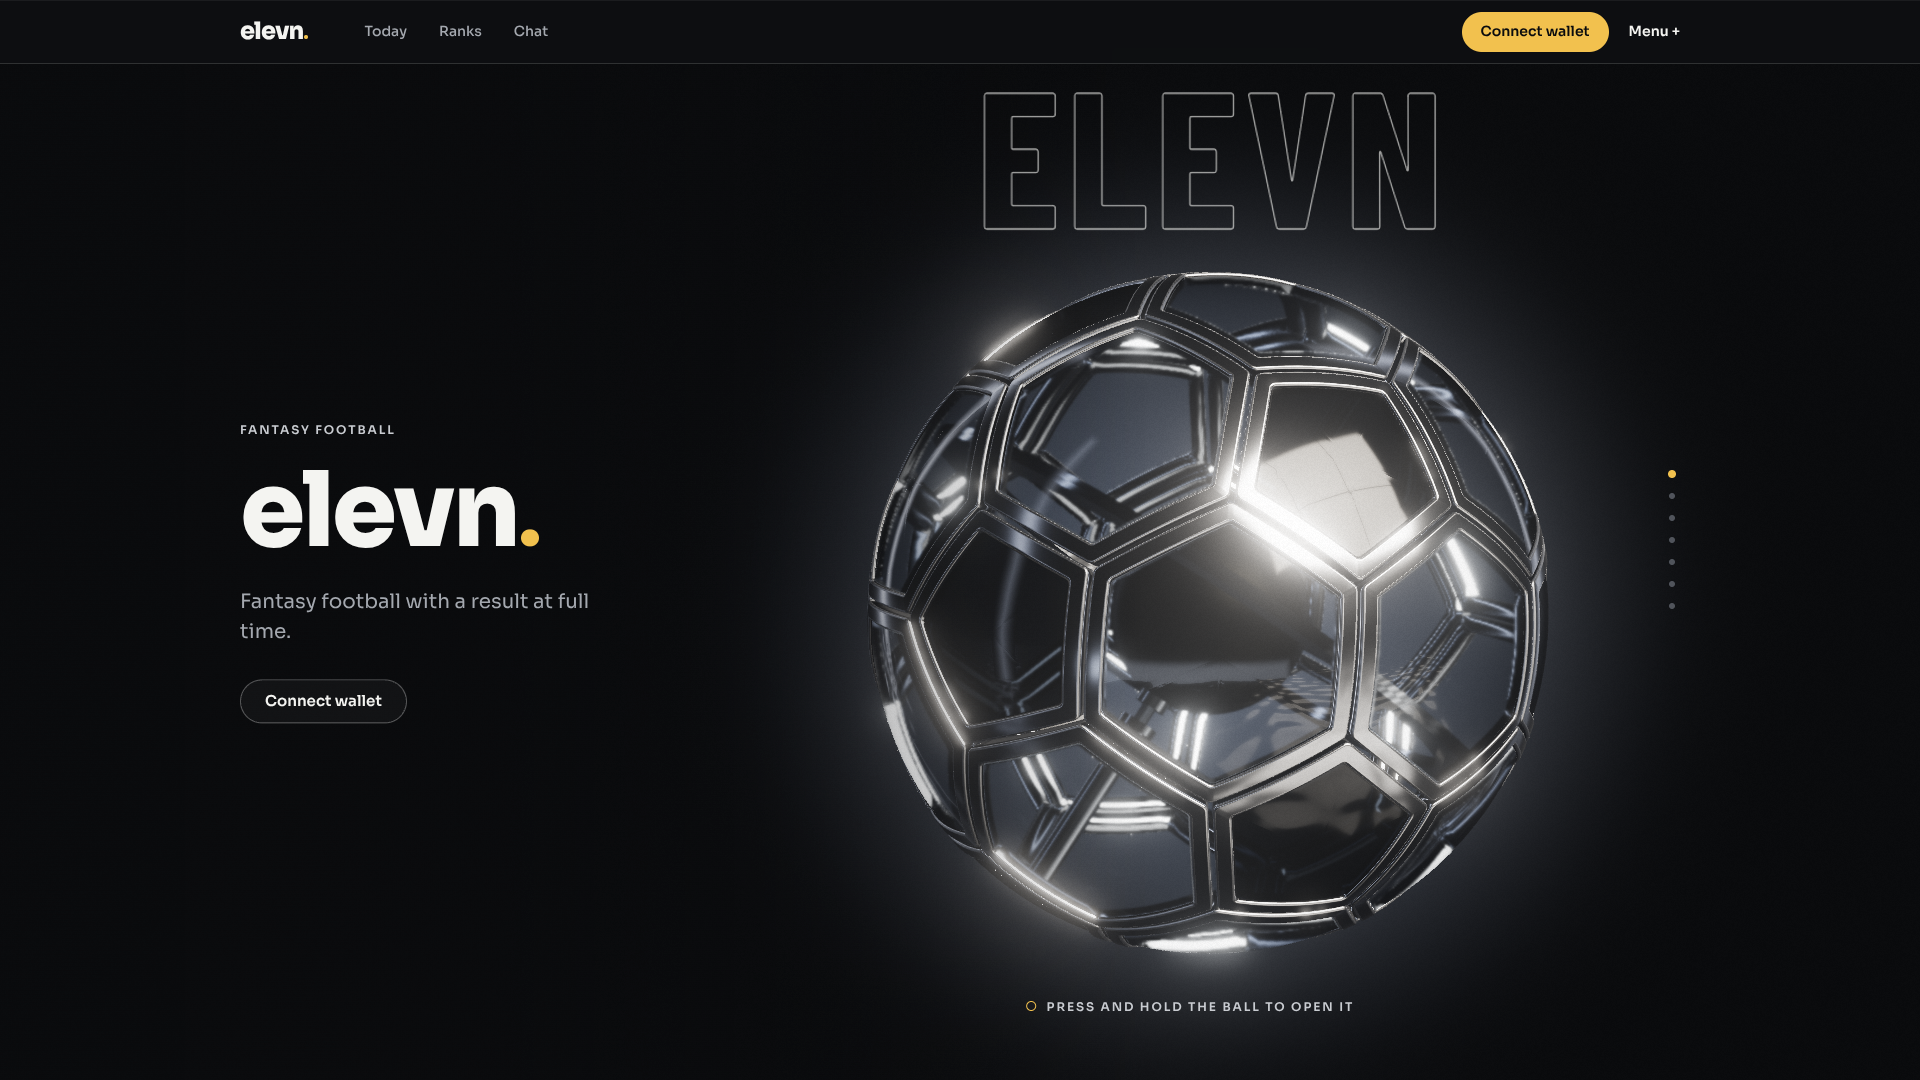 elevn.
Today
Ranks
Chat
Connect wallet
Menu +
ELEVN
FANTASY FOOTBALL
elevn.
Fantasy football with a result at full
time.
Connect wallet
PRESS AND HOLD THE BALL TO OPEN IT